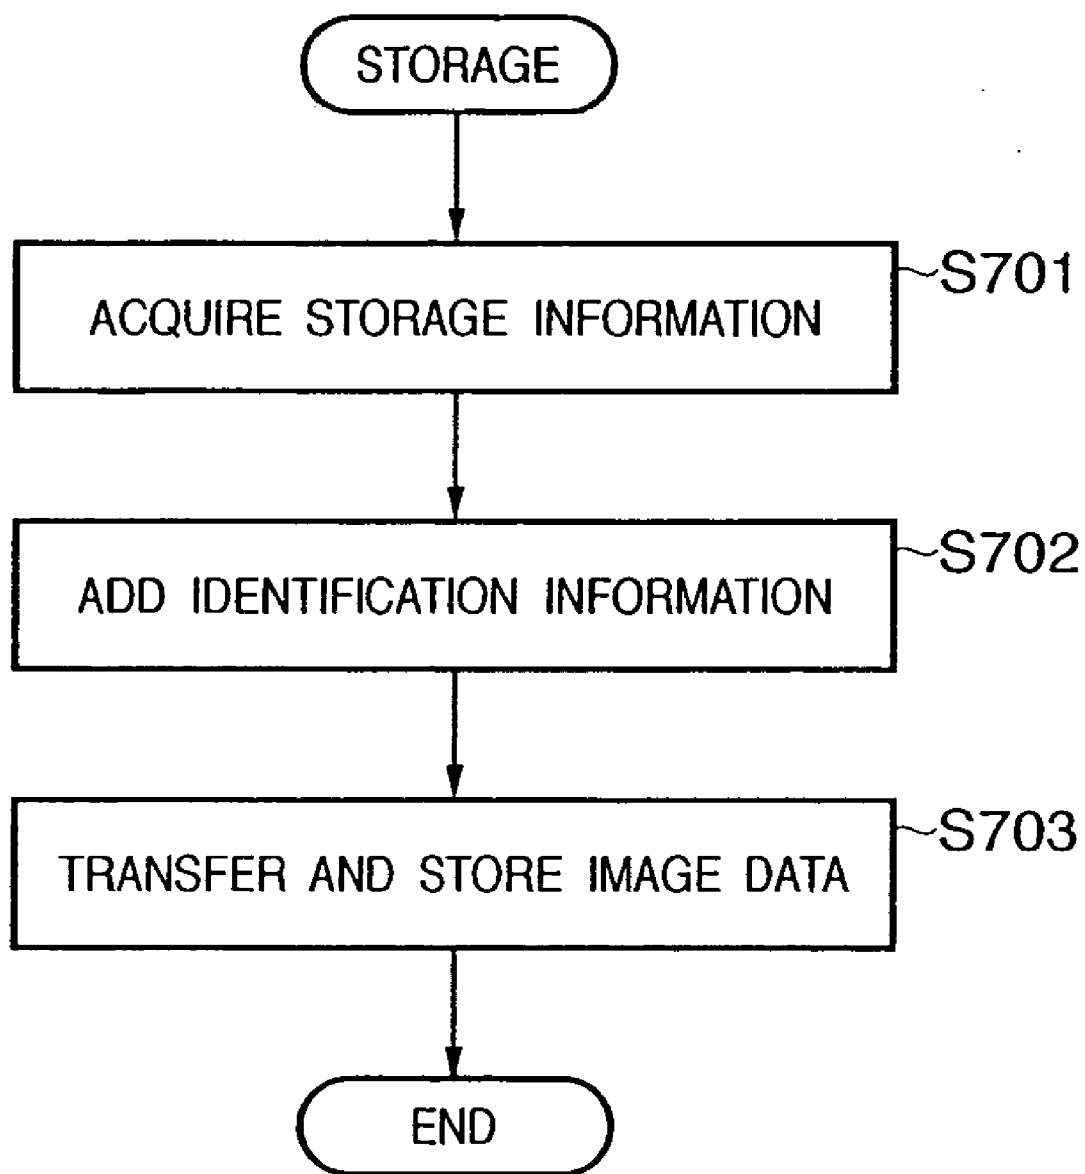 STORAGE
ACQUIRE STORAGE INFORMATION
S701
ADD IDENTIFICATION INFORMATION
S702
TRANSFER AND STORE IMAGE DATA
S703
END